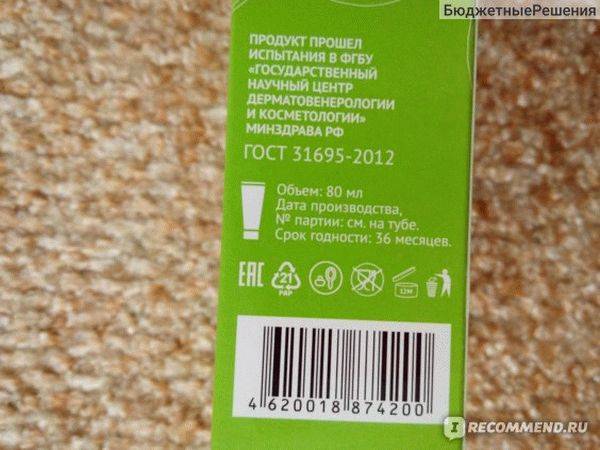 БюджетныеРешения
ПРОДУКТ ПРОШЕЛ
ИСПЫТАНИЯ В ФГБУ
«ГОСУДАРСТВЕННЫЙ
НАУЧНЫЙ ЦЕНТР
ДЕРМАТОВЕНЕРОЛОГИИ
И КОСМЕТОЛОГИИ»
МИНЗДРАВА РФ
ГОСТ 31695-2012
Объем: 80 мл
Дата производства,
№ партии: см. на тубе.
Срок годности: 36 месяцев.
EAC 21 12M
PAP
4 620018 874200
I RECOMMEND.RU